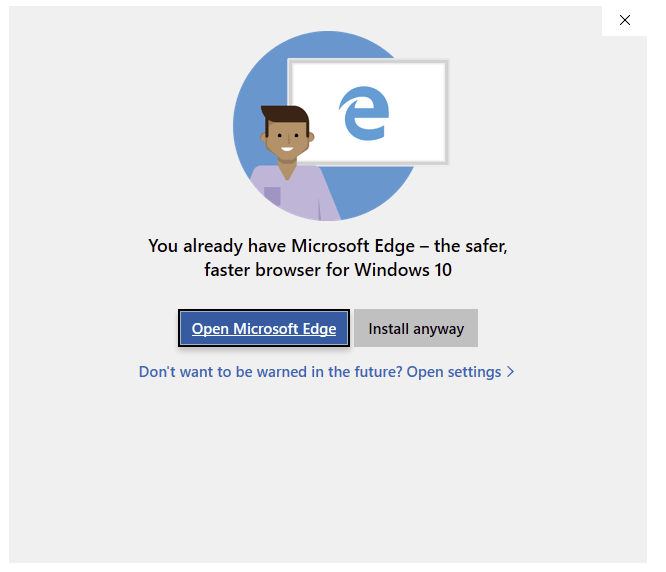 You already have Microsoft Edge – the safer,
faster browser for Windows 10
Open Microsoft Edge
Install anyway
Don't want to be warned in the future? Open settings